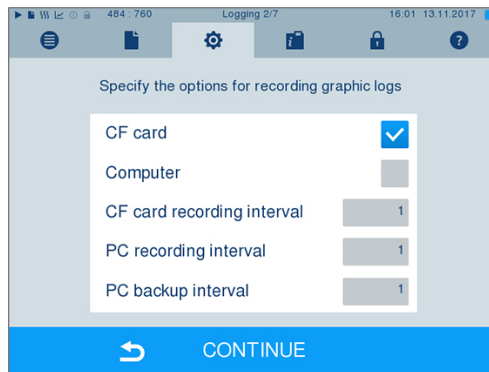 484 : 760 Logging 2/7 16:01 13.11.2017
Specify the options for recording graphic logs
CF card
Computer
CF card recording interval 1
PC recording interval 1
PC backup interval 1
CONTINUE